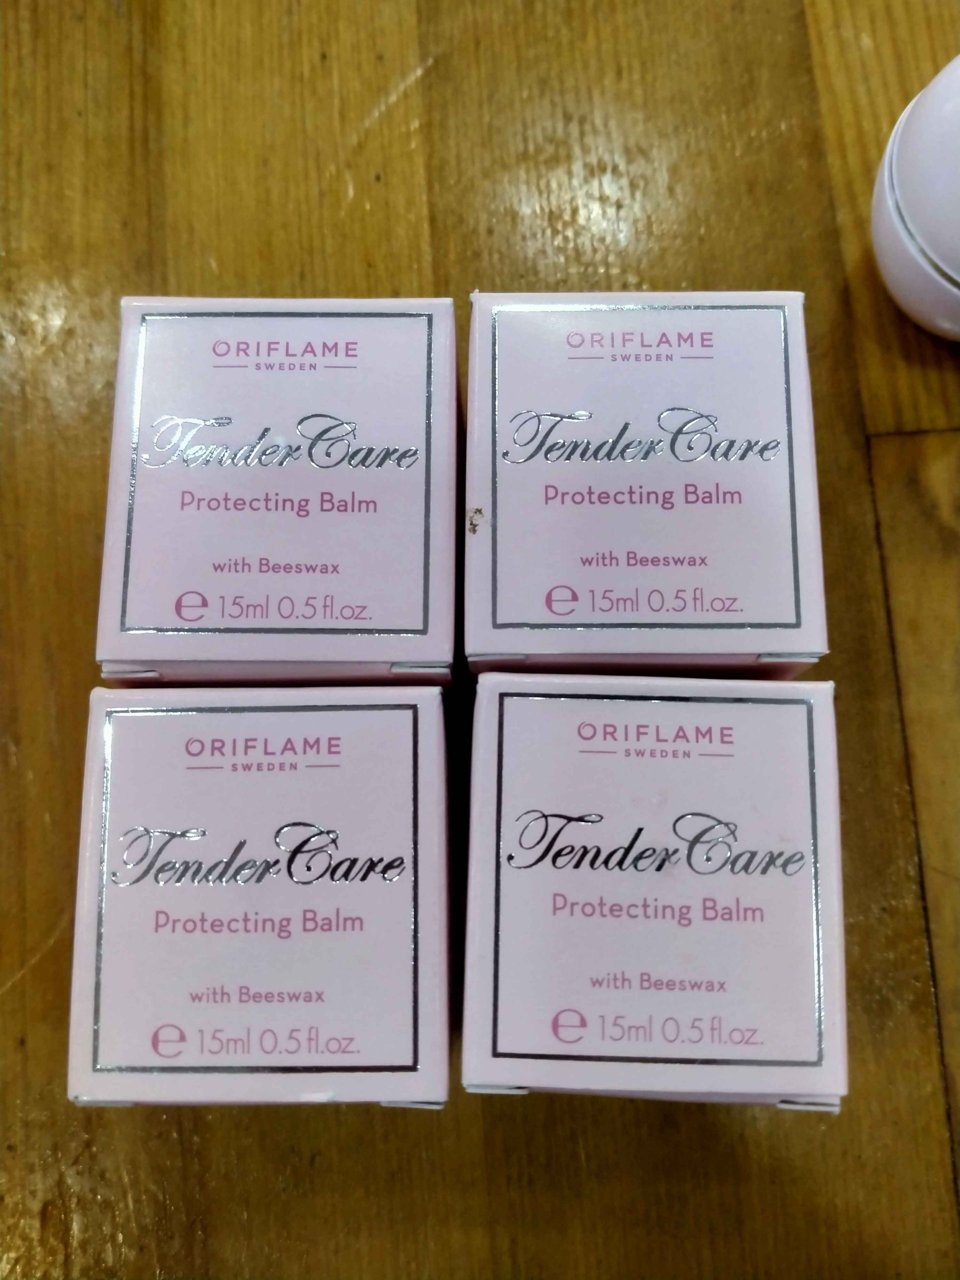 ORIFLAME
SWEDEN
Tender Care
Protecting Balm
with Beeswax
e 15ml 0.5 fl.oz.
ORIFLAME
SWEDEN
Tender Care
Protecting Balm
with Beeswax
e 15ml 0.5 fl.oz.
ORIFLAME
SWEDEN
Tender Care
Protecting Balm
with Beeswax
e 15ml 0.5 fl.oz.
ORIFLAME
SWEDEN
Tender Care
Protecting Balm
with Beeswax
e 15ml 0.5 fl.oz.